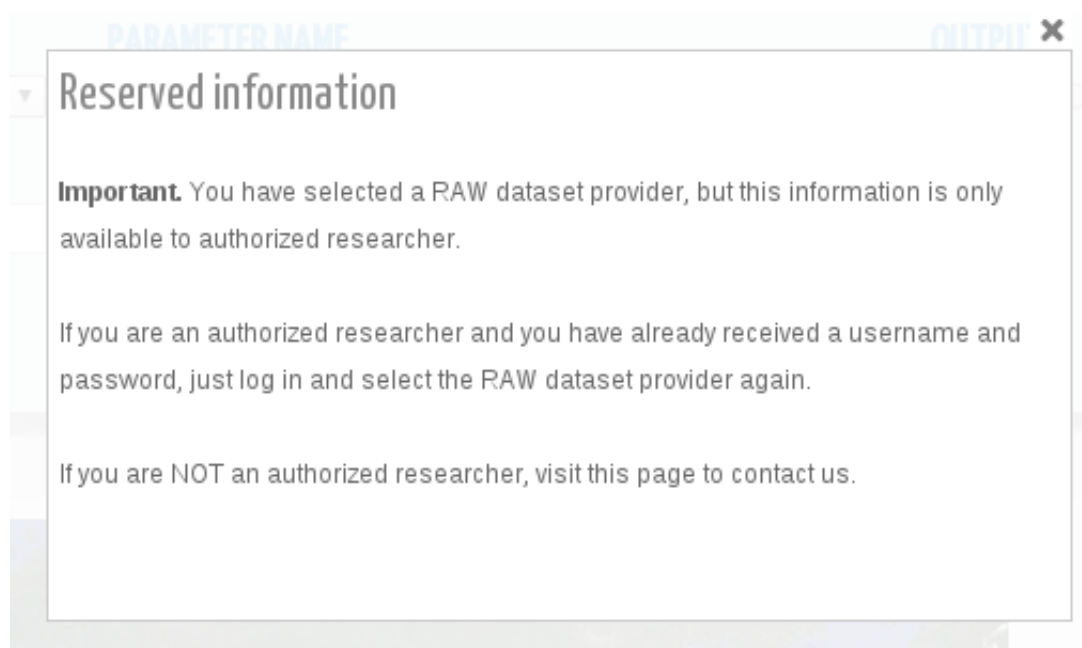 PARAMETER NAME
OUTPUT
Reserved information
Important. You have selected a RAW dataset provider, but this information is only
available to authorized researcher.
If you are an authorized researcher and you have already received a username and
password, just log in and select the RAW dataset provider again.
If you are NOT an authorized researcher, visit this page to contact us.